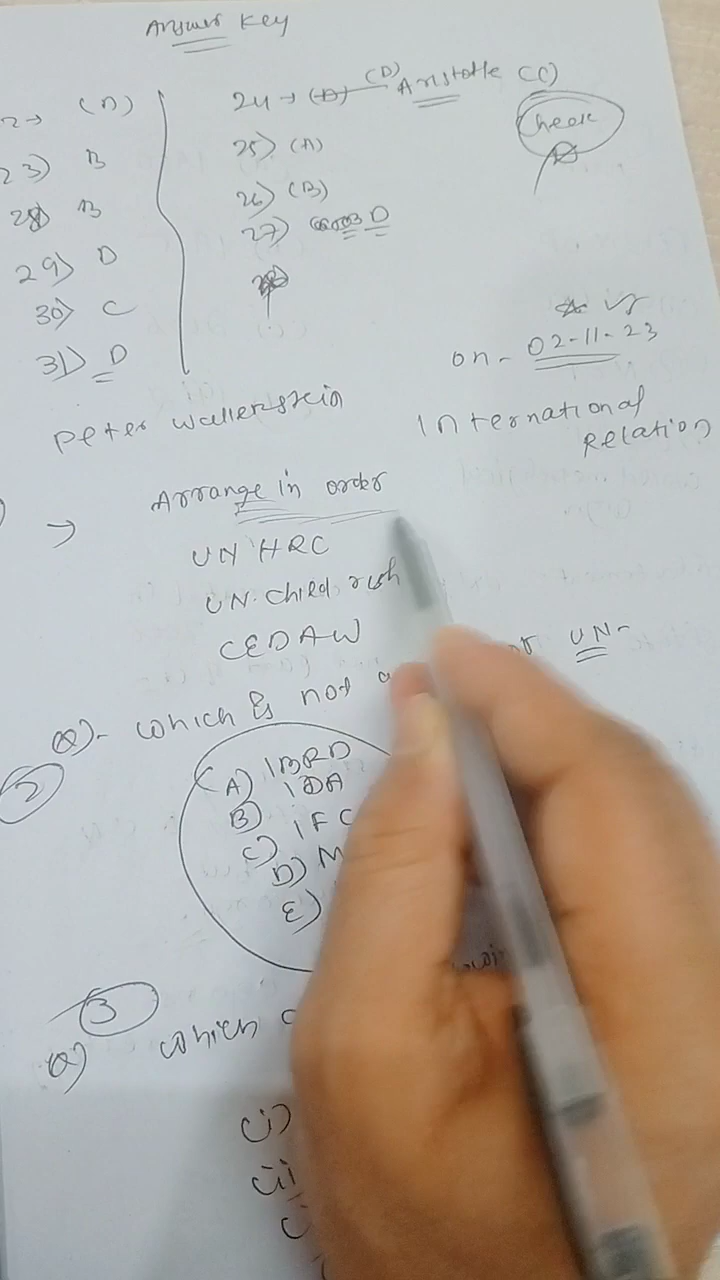 Answer Key
2→ (A)
23) B
28) B
29) D
30) C
31) D
24 → (D) Aristotle (C)
Check
25) (A)
26) (B)
27) D
on - 02-11-23
International
Relation
Peter Wallerstein
→ Arrange in order
UN HRC
UN. Child
CEDAW
Q)- which is not UN-
2
A) IBRD
B) IDA
C) IFC
D) M
E)
3
Q) which
i)
ii)